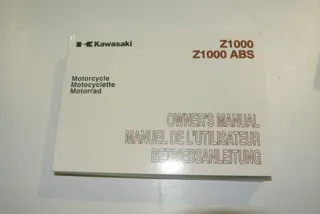 Kawasaki
Z1000
Z1000 ABS
Motorcycle
Motocyclette
Motorrad
OWNER'S MANUAL
MANUEL DE L'UTILISATEUR
BETRIEBSANLEITUNG